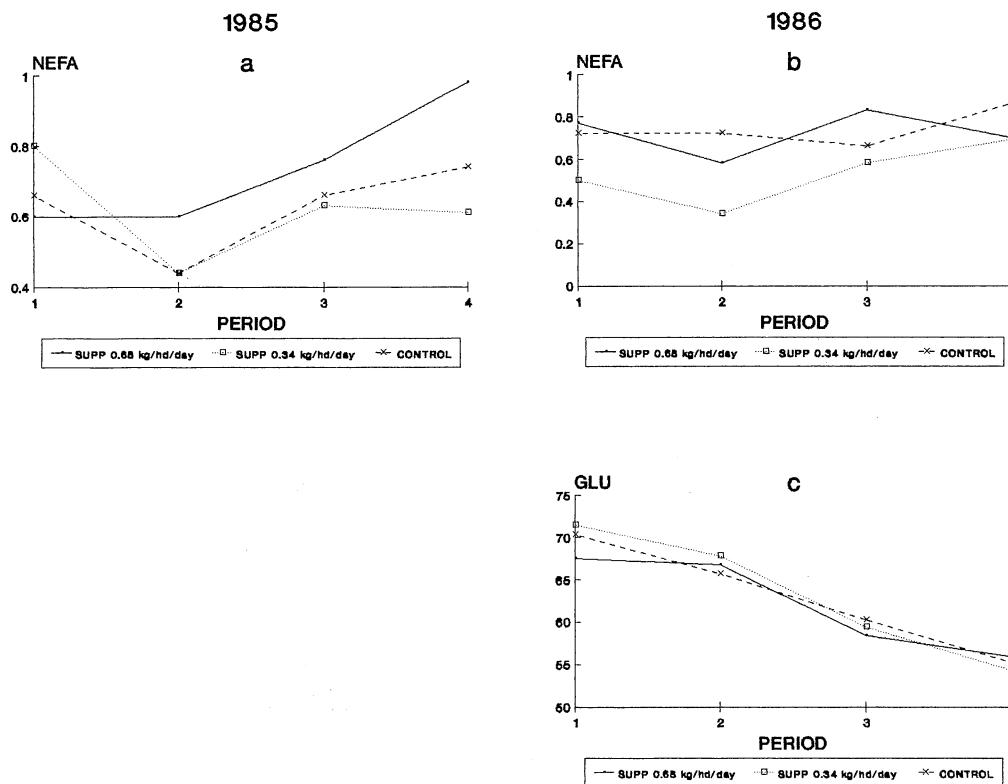 1985
1986
NEFA
a
1
0.8
0.6
0.4
1
2
3
4
PERIOD
SUPP 0.68 kg/hd/day
SUPP 0.34 kg/hd/day
CONTROL
NEFA
b
1
0.8
0.6
0.4
0.2
0
1
2
3
PERIOD
SUPP 0.68 kg/hd/day
SUPP 0.34 kg/hd/day
CONTROL
GLU
c
75
70
65
60
55
50
1
2
3
PERIOD
SUPP 0.68 kg/hd/day
SUPP 0.34 kg/hd/day
CONTROL